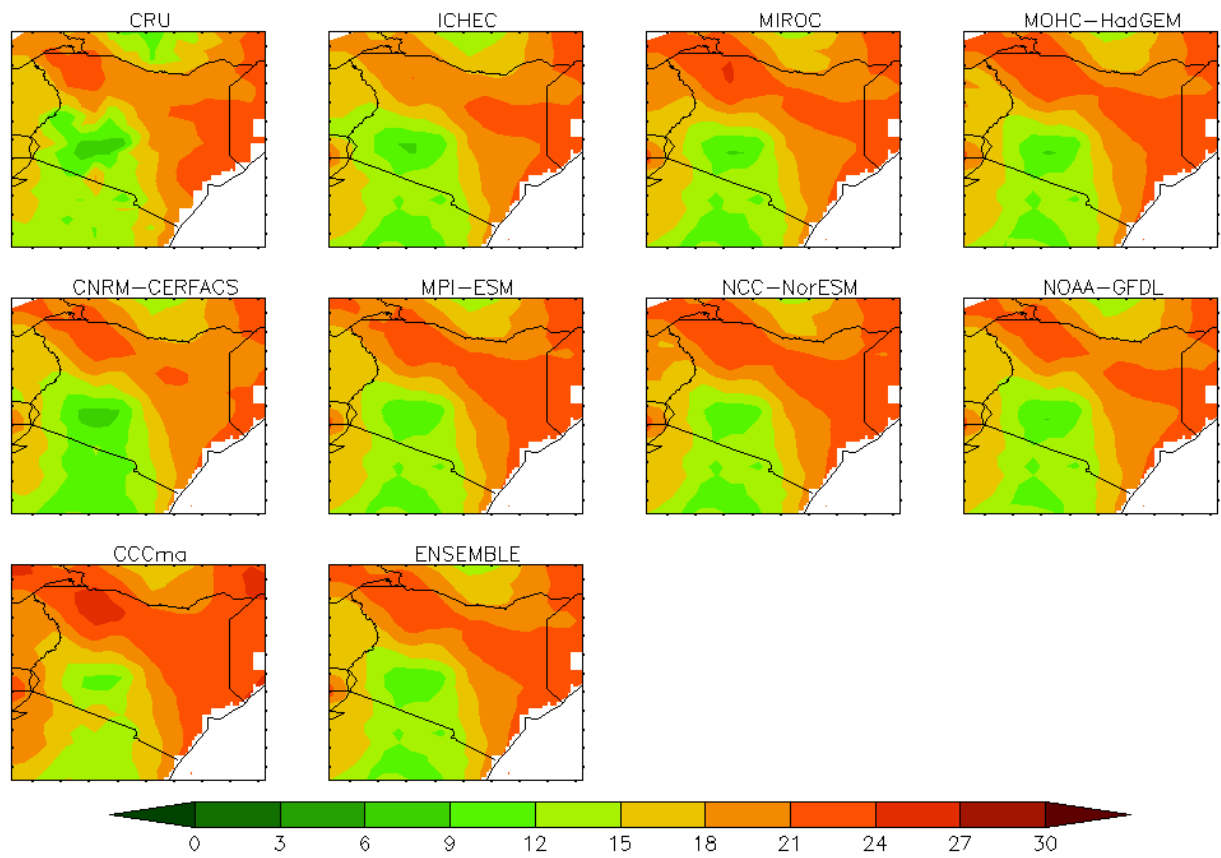 CRU ICHEC MIROC MOHC-HadGEM
CNRM-CERFACS MPI-ESM NCC-NorESM NOAA-GFDL
CCCma ENSEMBLE
0 3 6 9 12 15 18 21 24 27 30